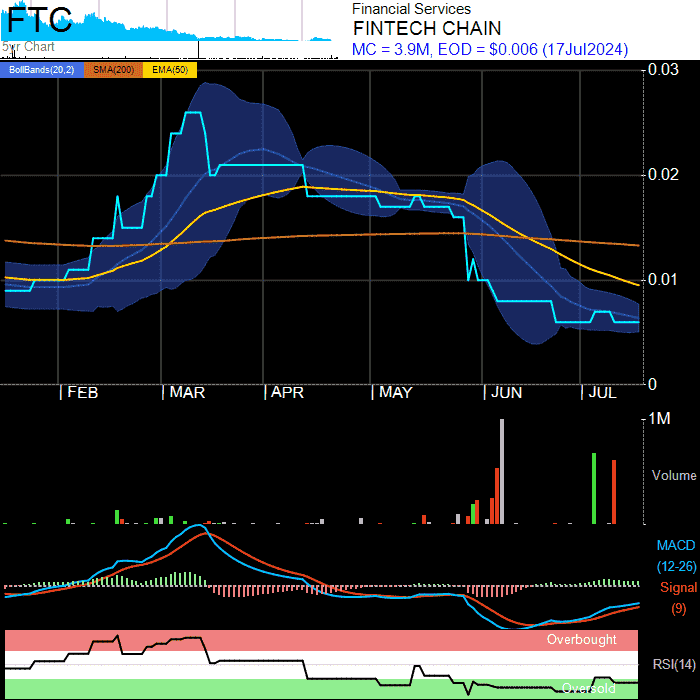 FTC
5yr Chart
Financial Services
FINTECH CHAIN
MC = 3.9M, EOD = $0.006 (17Jul2024)
BollBands(20,2) SMA(200) EMA(50)
0.03
0.02
0.01
0
FEB MAR APR MAY JUN JUL
1M
Volume
MACD
(12-26)
Signal
(9)
Overbought
RSI(14)
Oversold